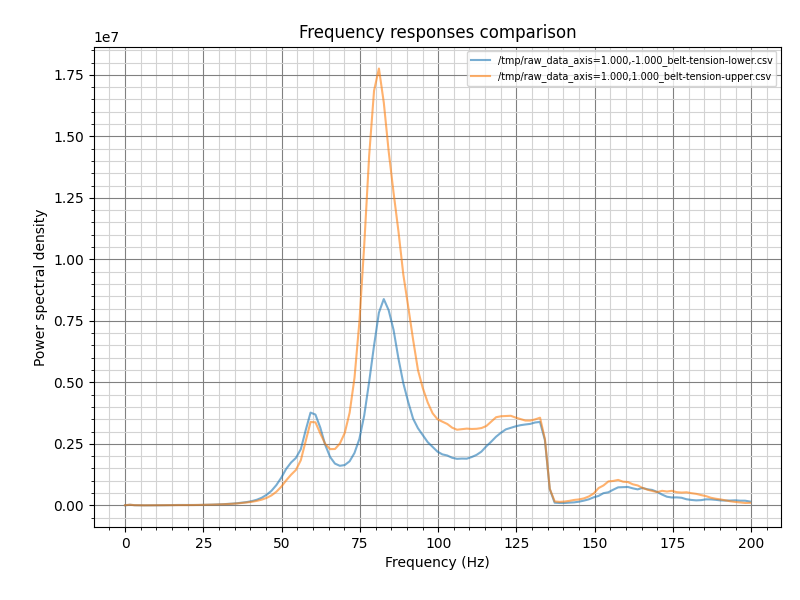 Frequency responses comparison
1e7
/tmp/raw_data_axis=1.000,-1.000_belt-tension-lower.csv
/tmp/raw_data_axis=1.000,1.000_belt-tension-upper.csv
1.75
1.50
1.25
1.00
0.75
0.50
0.25
0.00
Power spectral density
0 25 50 75 100 125 150 175 200
Frequency (Hz)